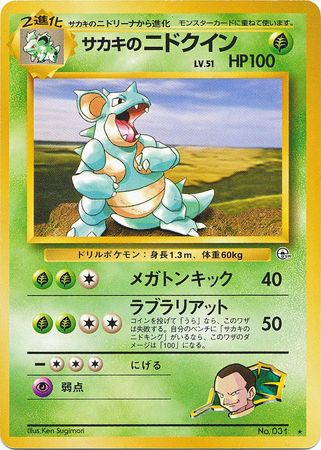 2進化
サカキのニドリーナから進化 モンスターカードに重ねて使います。
サカキのニドクイン
LV.51 HP100
ドリルポケモン：身長1.3m、体重60kg
メガトンキック 40
ラブラリアット 50
コインを投げて「うら」なら、このワザ
は失敗する。自分のベンチに「サカキの
ニドキング」がいるなら、このワザのダ
メージは「100」になる。
にげる
弱点
Illus. Ken Sugimori
No. 031